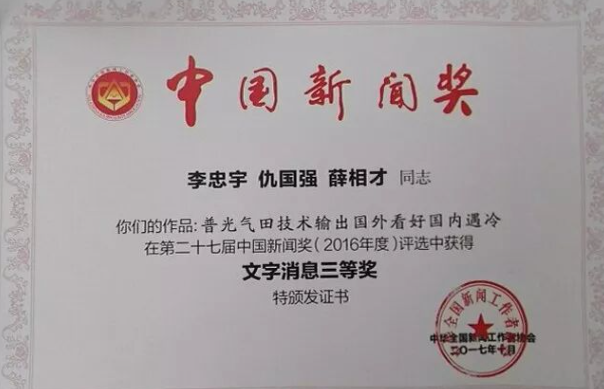 中国新闻奖
李忠宇 仇国强 薛相才 同志
你们的作品:普光气田技术输出国外看好国内遇冷
在第二十七届中国新闻奖(2016年度)评选中获得
文字消息三等奖
特颁发证书
中华全国新闻工作者协会
二〇一七年十月